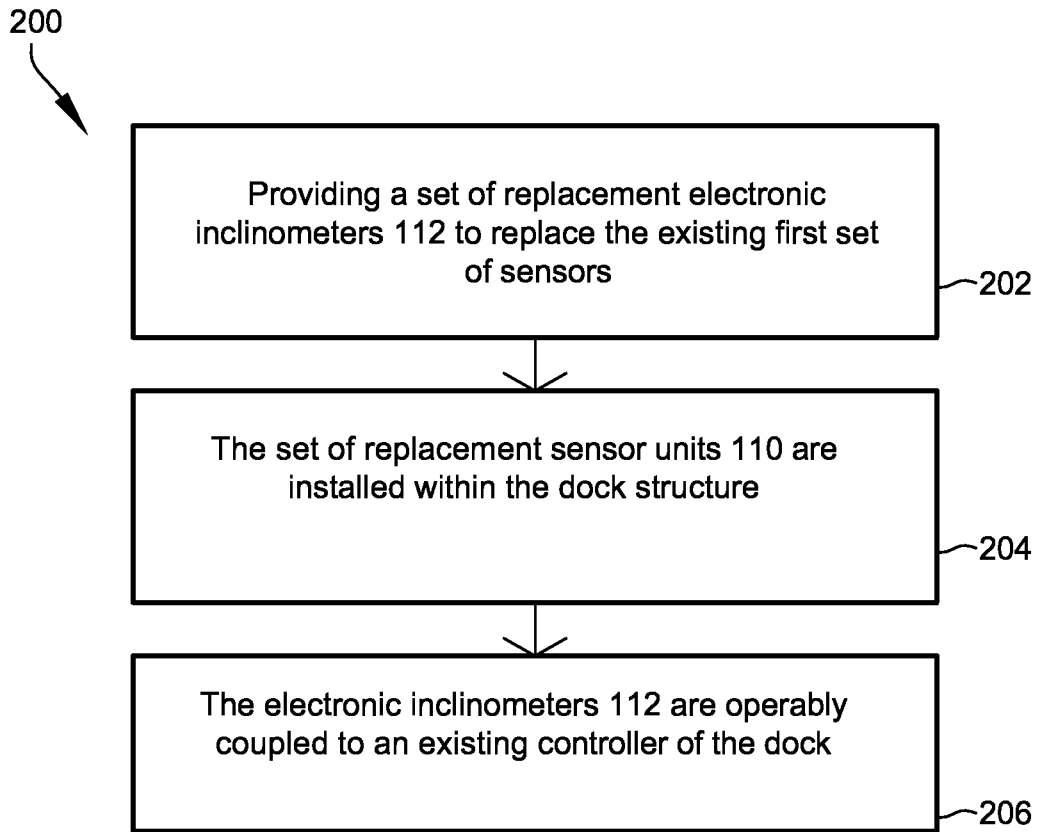 200
Providing a set of replacement electronic
inclinometers 112 to replace the existing first set
of sensors
202
The set of replacement sensor units 110 are
installed within the dock structure
204
The electronic inclinometers 112 are operably
coupled to an existing controller of the dock
206